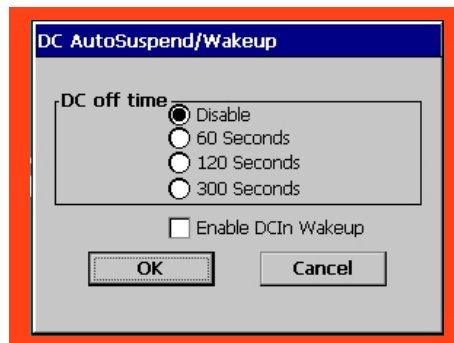 DC AutoSuspend/Wakeup
DC off time
Disable
60 Seconds
120 Seconds
300 Seconds
Enable DCIn Wakeup
OK Cancel